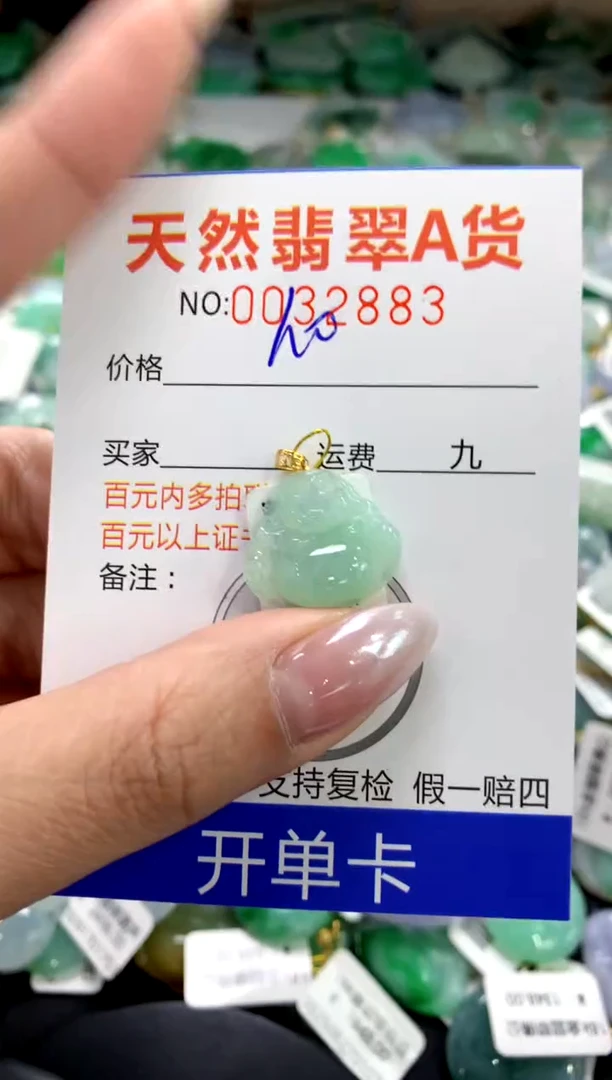 天然翡翠A货
NO:0032883
价格
买家 运费 九
百元内多拍
百元以上证
备注：
支持复检 假一赔四
开单卡